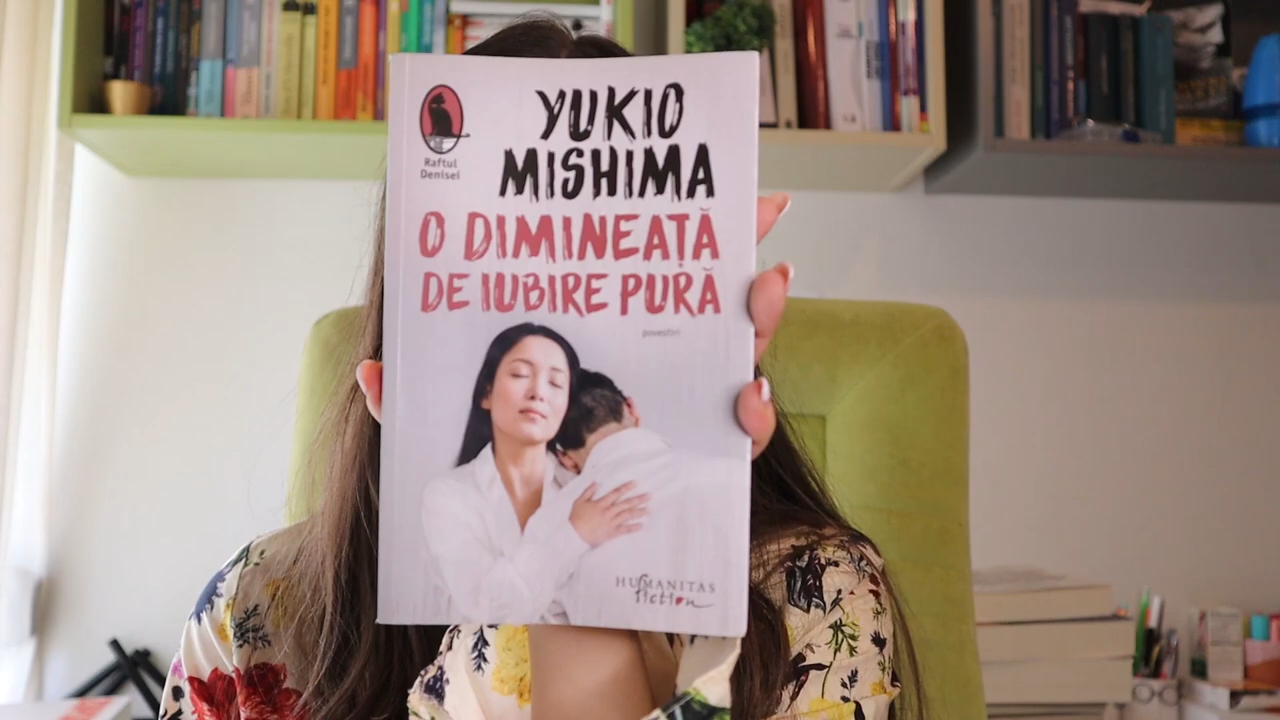 YUKIO
MISHIMA
Raftul
Denisei
O DIMINEAȚĂ
DE IUBIRE PURĂ
povestiri
HUMANITAS
fiction